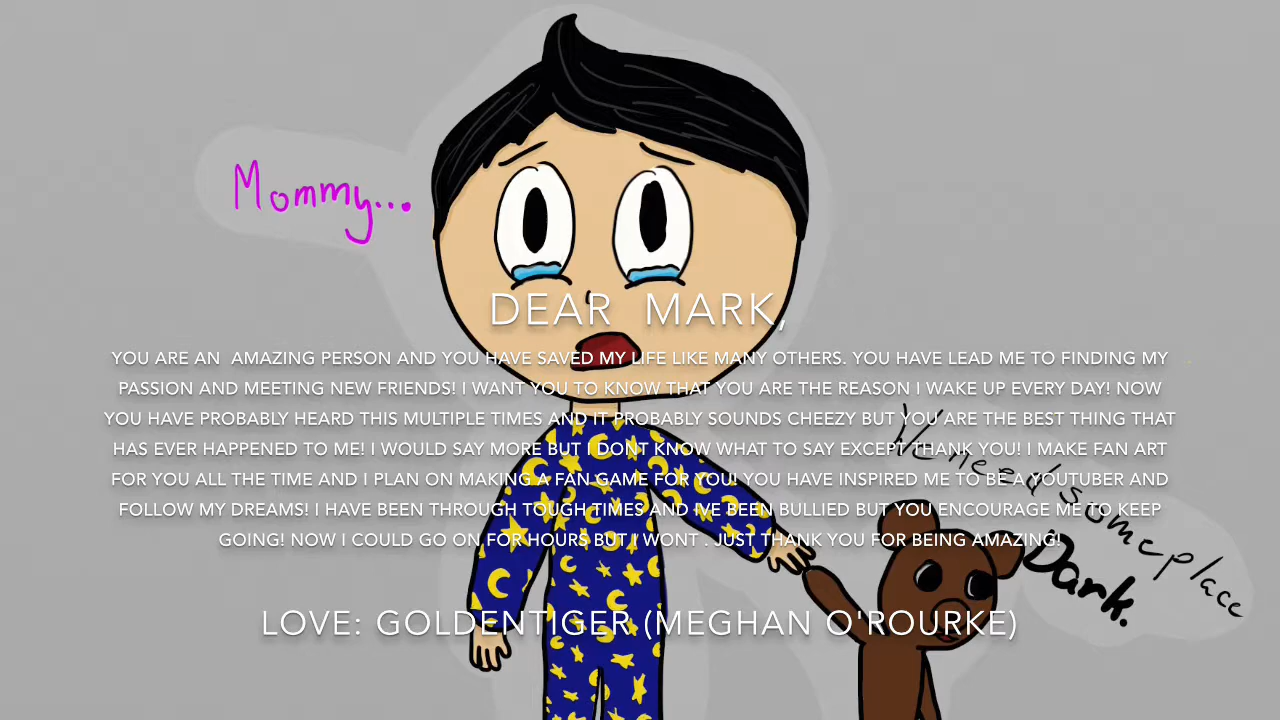 Mommy...
DEAR MARK,
YOU ARE AN AMAZING PERSON AND YOU HAVE SAVED MY LIFE LIKE MANY OTHERS. YOU HAVE LEAD ME TO FINDING MY
PASSION AND MEETING NEW FRIENDS! I WANT YOU TO KNOW THAT YOU ARE THE REASON I WAKE UP EVERY DAY! NOW
YOU HAVE PROBABLY HEARD THIS MULTIPLE TIMES AND IT PROBABLY SOUNDS CHEEZY BUT YOU ARE THE BEST THING THAT
HAS EVER HAPPENED TO ME! I WOULD SAY MORE BUT I DONT KNOW WHAT TO SAY EXCEPT THANK YOU! I MAKE FAN ART
FOR YOU ALL THE TIME AND I PLAN ON MAKING A FAN GAME FOR YOU! YOU HAVE INSPIRED ME TO BE A YOUTUBER AND
FOLLOW MY DREAMS! I HAVE BEEN THROUGH TOUGH TIMES AND IVE BEEN BULLIED BUT YOU ENCOURAGE ME TO KEEP
GOING! NOW I COULD GO ON FOR HOURS BUT I WONT . JUST THANK YOU FOR BEING AMAZING!
We need someplace
Dark.
LOVE: GOLDENTIGER (MEGHAN O'ROURKE)